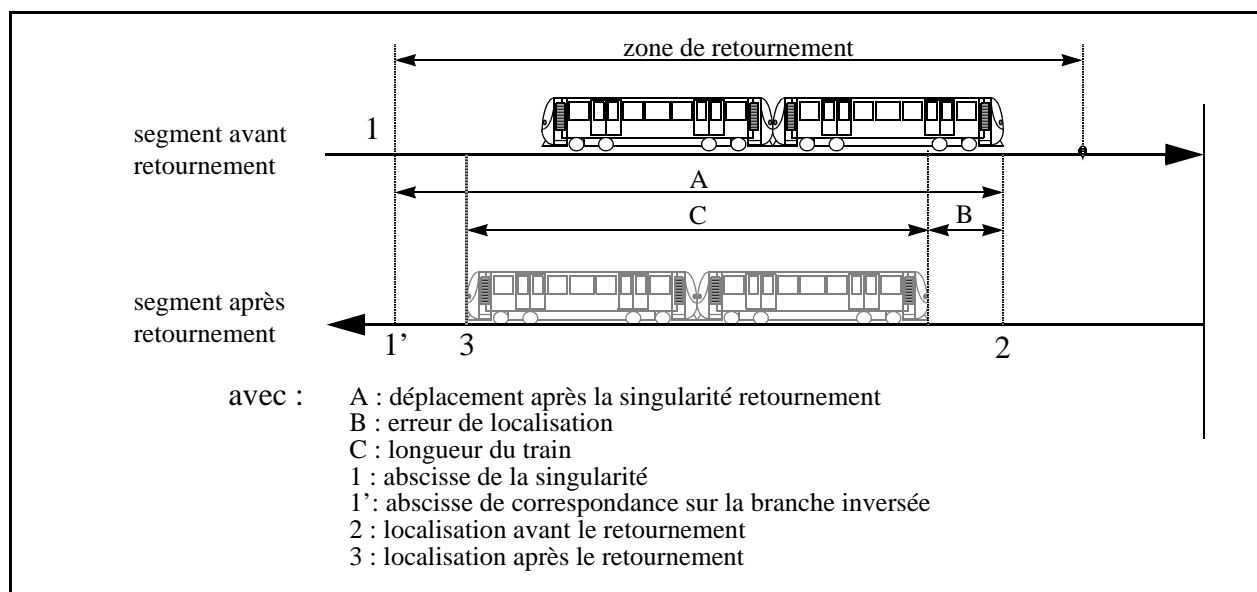 zone de retournement
segment avant
retournement
1
A
C
B
segment après
retournement
1’
3
2
avec :
A : déplacement après la singularité retournement
B : erreur de localisation
C : longueur du train
1 : abscisse de la singularité
1’: abscisse de correspondance sur la branche inversée
2 : localisation avant le retournement
3 : localisation après le retournement